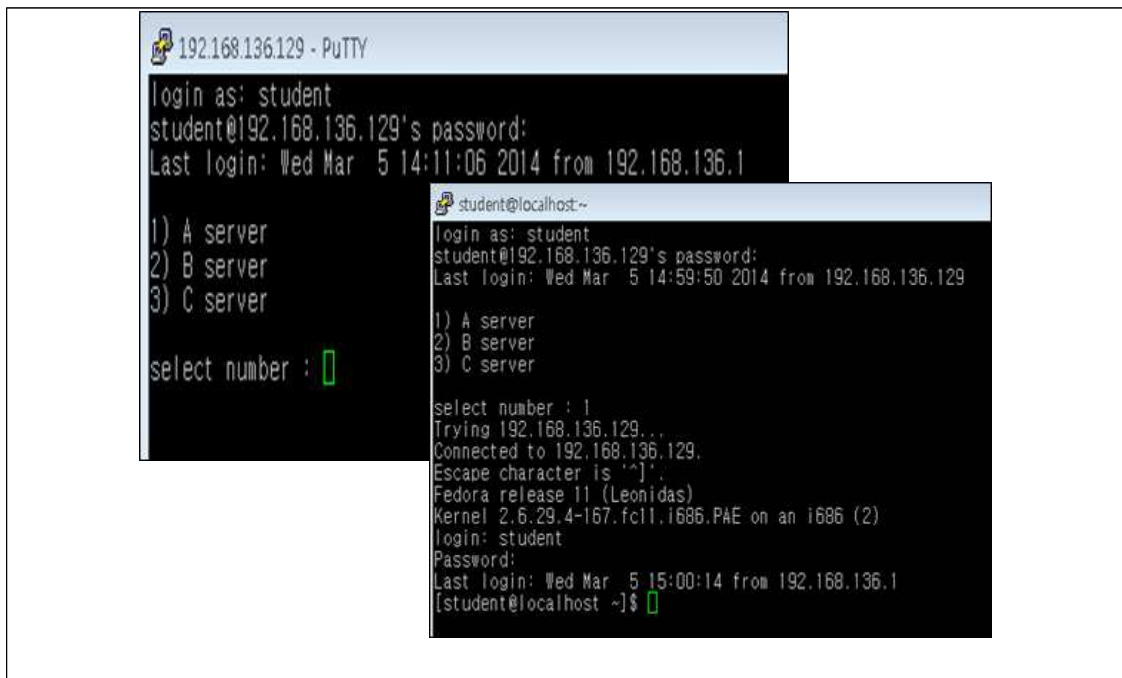 192.168.136.129 - PuTTY
login as: student
student@192.168.136.129's password:
Last login: Wed Mar  5 14:11:06 2014 from 192.168.136.1
1) A server
2) B server
3) C server
select number :
student@localhost:~
login as: student
student@192.168.136.129's password:
Last login: Wed Mar  5 14:59:50 2014 from 192.168.136.129
1) A server
2) B server
3) C server
select number : 1
Trying 192.168.136.129...
Connected to 192.168.136.129.
Escape character is '^]'.
Fedora release 11 (Leonidas)
Kernel 2.6.29.4-167.fc11.i686.PAE on an i686 (2)
login: student
Password:
Last login: Wed Mar  5 15:00:14 from 192.168.136.1
[student@localhost ~]$